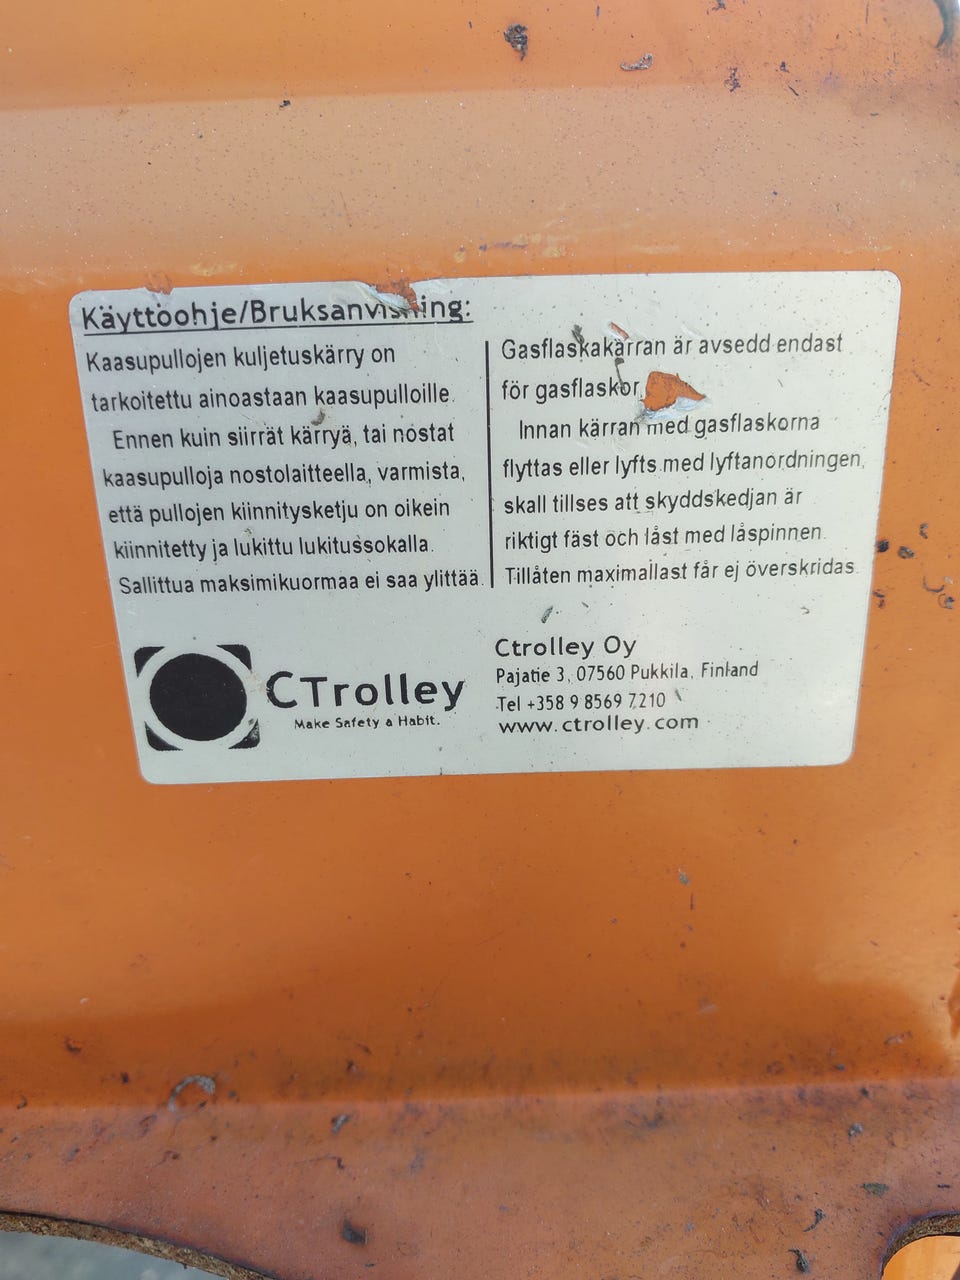 Käyttöohje/Bruksanvisning:
Kaasupullojen kuljetuskärry on
tarkoitettu ainoastaan kaasupulloille.
Ennen kuin siirrät kärryä, tai nostat
kaasupulloja nostolaitteella, varmista,
että pullojen kiinnitysketju on oikein
kiinnitetty ja lukittu lukitussokalla.
Sallittua maksimikuormaa ei saa ylittää.
Gasflaskakärran är avsedd endast
för gasflaskor.
Innan kärran med gasflaskorna
flyttas eller lyfts med lyftanordningen,
skall tillses att skyddskedjan är
riktigt fäst och låst med låspinnen.
Tillåten maximallast får ej överskridas.
CTrolley
Make Safety a Habit.
Ctrolley Oy
Pajatie 3, 07560 Pukkila, Finland
Tel +358 9 8569 7210
www.ctrolley.com